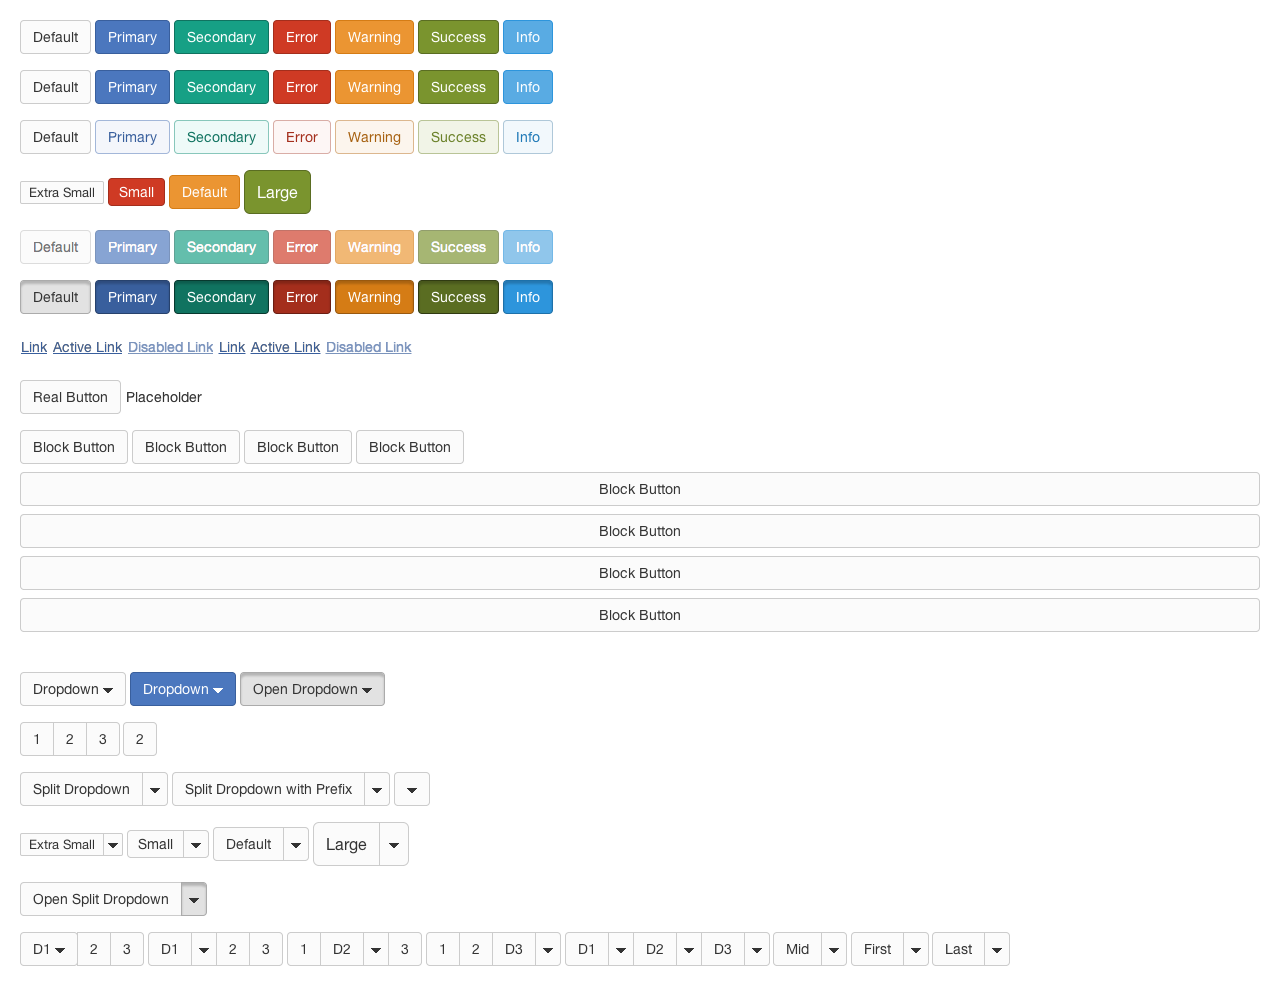 Default Primary Secondary Error Warning Success Info
Default Primary Secondary Error Warning Success Info
Default Primary Secondary Error Warning Success Info
Extra Small Small Default Large
Default Primary Secondary Error Warning Success Info
Default Primary Secondary Error Warning Success Info
Link Active Link Disabled Link Link Active Link Disabled Link
Real Button Placeholder
Block Button Block Button Block Button Block Button
Block Button
Block Button
Block Button
Block Button
Dropdown Dropdown Open Dropdown
1 2 3 2
Split Dropdown Split Dropdown with Prefix
Extra Small Small Default Large
Open Split Dropdown
D1 2 3 D1 2 3 1 D2 3 1 2 D3 D1 D2 D3 Mid First Last